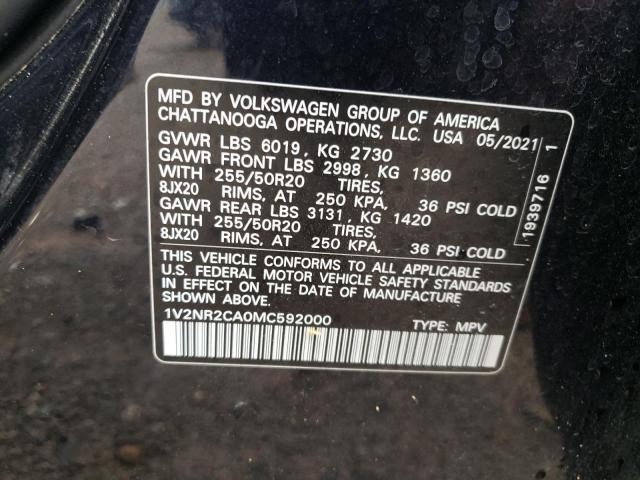 MFD BY VOLKSWAGEN GROUP OF AMERICA
CHATTANOOGA OPERATIONS, LLC. USA 05/2021
GVWR LBS 6019, KG 2730
GAWR FRONT LBS 2998, KG 1360
WITH 255/50R20 TIRES,
8JX20 RIMS, AT 250 KPA, 36 PSI COLD
GAWR REAR LBS 3131, KG 1420
WITH 255/50R20 TIRES,
8JX20 RIMS, AT 250 KPA, 36 PSI COLD
THIS VEHICLE CONFORMS TO ALL APPLICABLE
U.S. FEDERAL MOTOR VEHICLE SAFETY STANDARDS
IN EFFECT ON THE DATE OF MANUFACTURE
SHOWN ABOVE.
1V2NR2CA0MC592000 TYPE: MPV
1939716 1